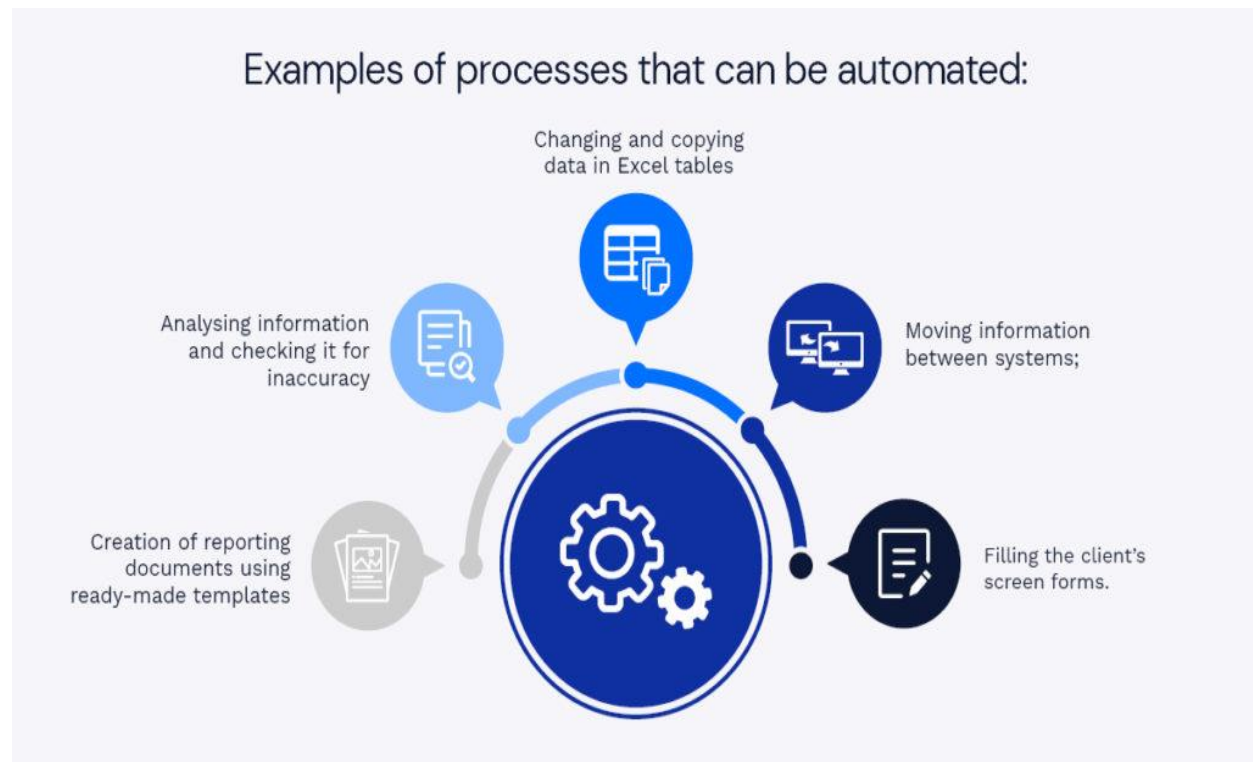 Examples of processes that can be automated:
Changing and copying
data in Excel tables
Analysing information
and checking it for
inaccuracy
Moving information
between systems;
Creation of reporting
documents using
ready-made templates
Filling the client’s
screen forms.